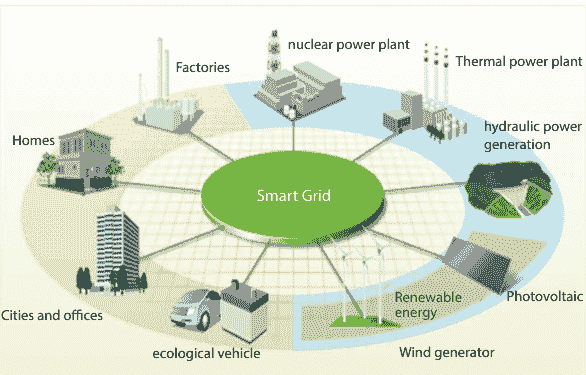 nuclear power plant
Factories
Thermal power plant
Homes
hydraulic power
generation
Smart Grid
Renewable
energy
Photovoltaic
Cities and offices
ecological vehicle
Wind generator